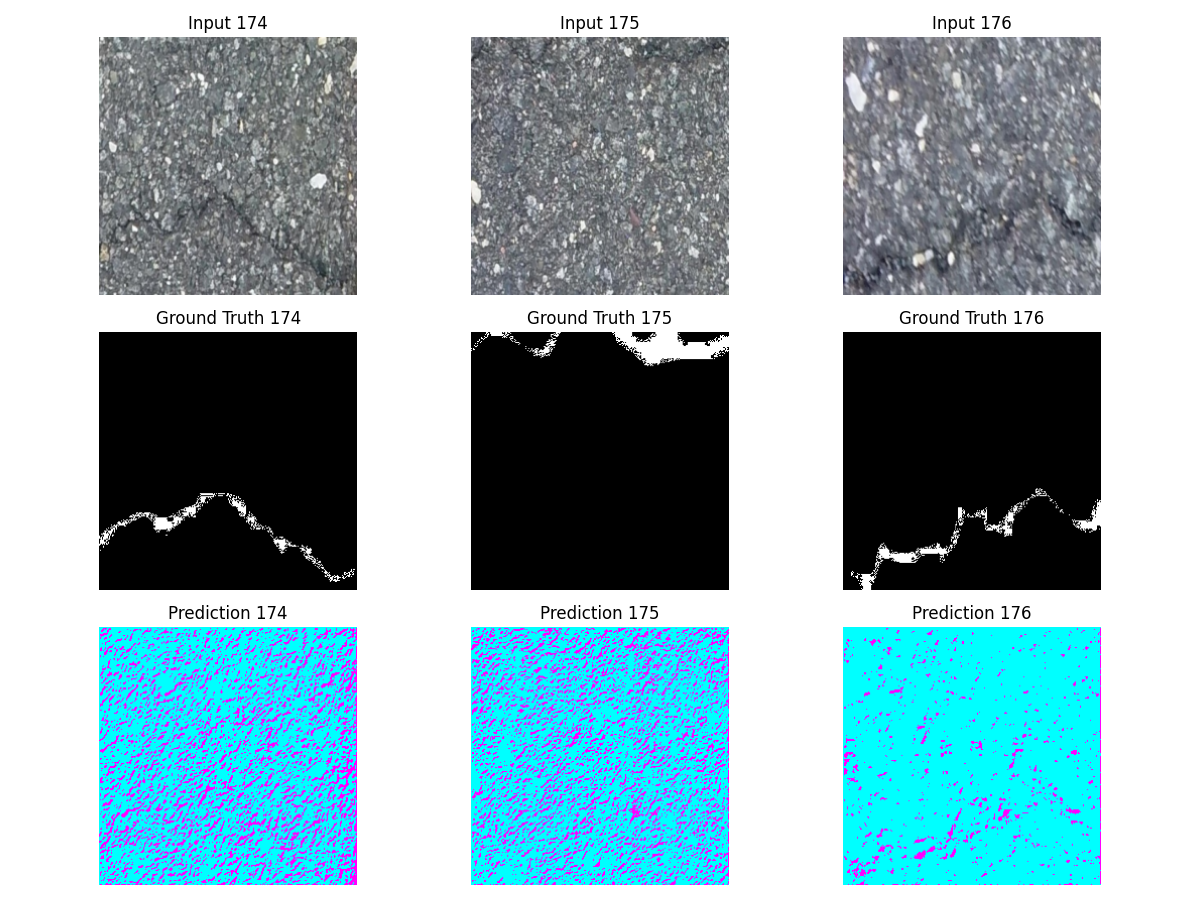 Input 174
Input 175
Input 176
Ground Truth 174
Ground Truth 175
Ground Truth 176
Prediction 174
Prediction 175
Prediction 176